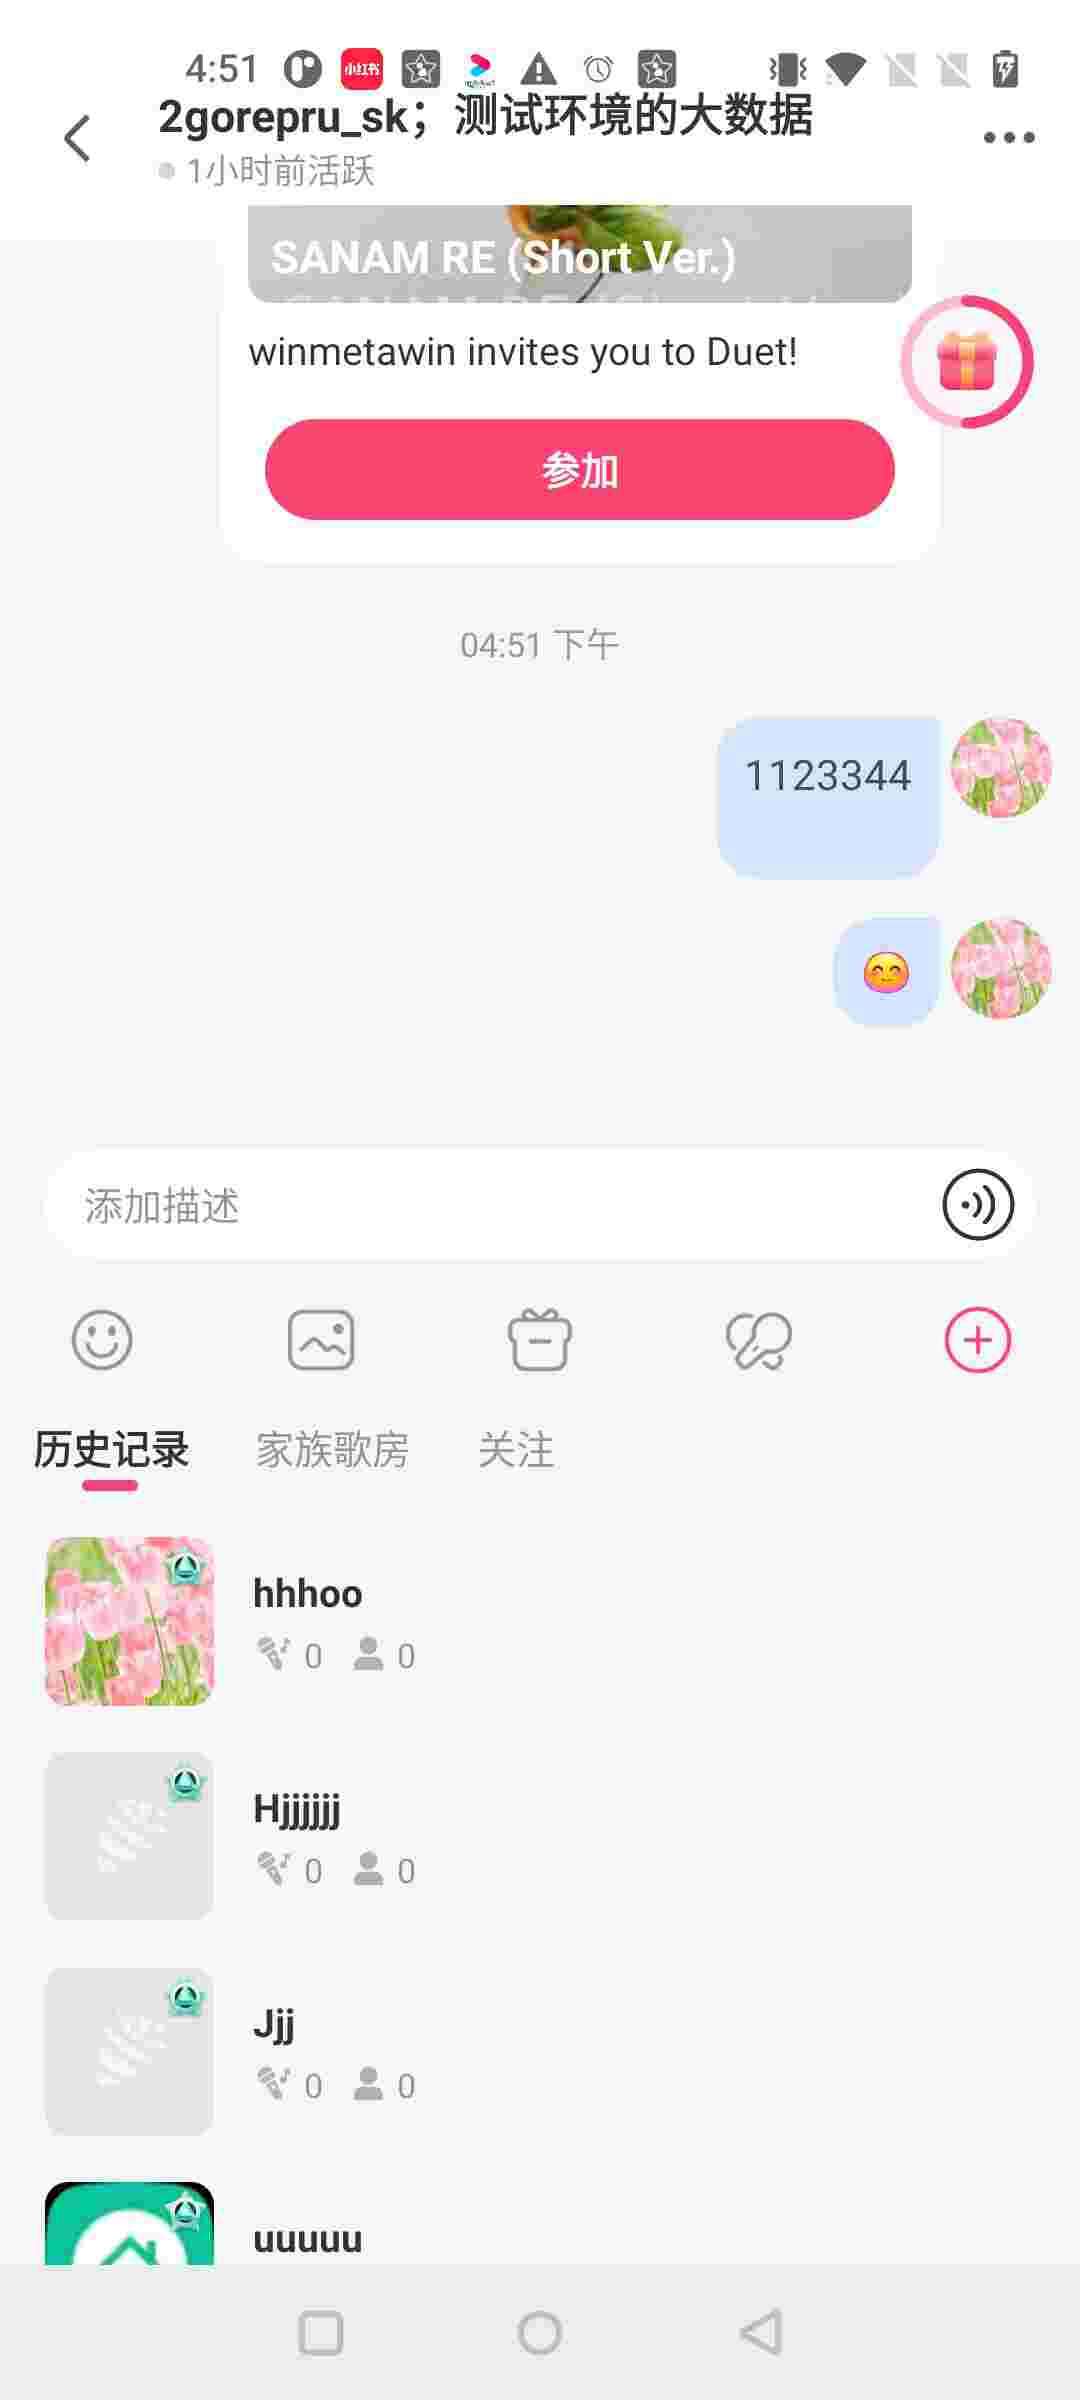 4:51
小红书
2gorepru_sk；测试环境的大数据
1小时前活跃
SANAM RE (Short Ver.)
winmetawin invites you to Duet!
参加
04:51 下午
1123344
添加描述
历史记录 家族歌房 关注
hhhoo
0 0
Hjjjjjj
0 0
Jjj
0 0
uuuuu